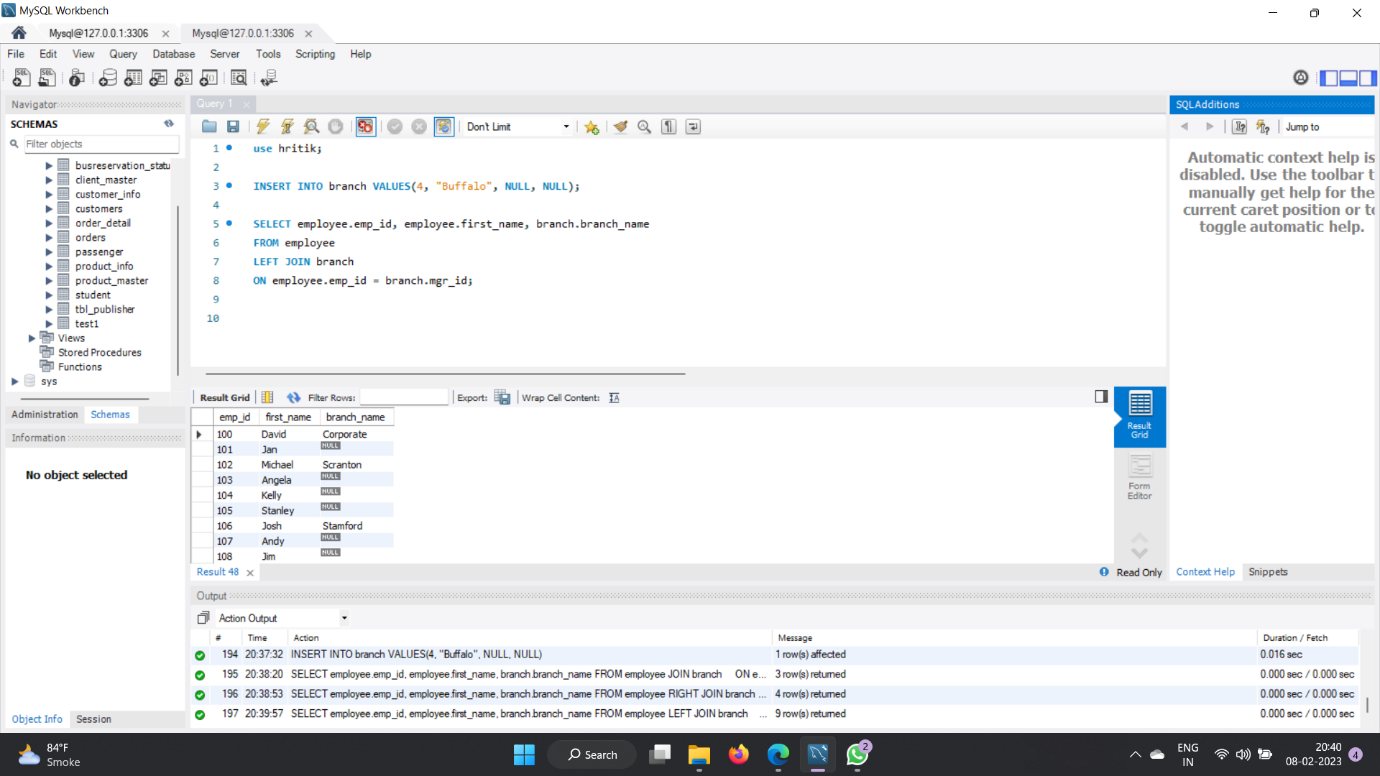 MySQL Workbench
Mysql@127.0.0.1:3306 Mysql@127.0.0.1:3306
File Edit View Query Database Server Tools Scripting Help
Navigator
SCHEMAS
Filter objects
busreservation_statu
client_master
customer_info
customers
order_detail
orders
passenger
product_info
product_master
student
tbl_publisher
test1
Views
Stored Procedures
Functions
sys
Administration Schemas
Information
No object selected
Object Info Session
Query 1
Don't Limit
1 use hritik;
2
3 INSERT INTO branch VALUES(4, "Buffalo", NULL, NULL);
4
5 SELECT employee.emp_id, employee.first_name, branch.branch_name
6 FROM employee
7 LEFT JOIN branch
8 ON employee.emp_id = branch.mgr_id;
9
10
Result Grid Filter Rows: Export: Wrap Cell Content:
emp_id first_name branch_name
100 David Corporate
101 Jan NULL
102 Michael Scranton
103 Angela NULL
104 Kelly NULL
105 Stanley NULL
106 Josh Stamford
107 Andy NULL
108 Jim NULL
Result Grid
Form Editor
Result 48
Read Only
SQLAdditions
Jump to
Automatic context help is
disabled. Use the toolbar t
manually get help for the
current caret position or to
toggle automatic help.
Context Help Snippets
Output
Action Output
# Time Action Message Duration / Fetch
194 20:37:32 INSERT INTO branch VALUES(4, "Buffalo", NULL, NULL) 1 row(s) affected 0.016 sec
195 20:38:20 SELECT employee.emp_id, employee.first_name, branch.branch_name FROM employee JOIN branch ON e... 3 row(s) returned 0.000 sec / 0.000 sec
196 20:38:53 SELECT employee.emp_id, employee.first_name, branch.branch_name FROM employee RIGHT JOIN branch ... 4 row(s) returned 0.000 sec / 0.000 sec
197 20:39:57 SELECT employee.emp_id, employee.first_name, branch.branch_name FROM employee LEFT JOIN branch ... 9 row(s) returned 0.000 sec / 0.000 sec
84°F
Smoke
Search
2
ENG
IN
20:40
08-02-2023
4